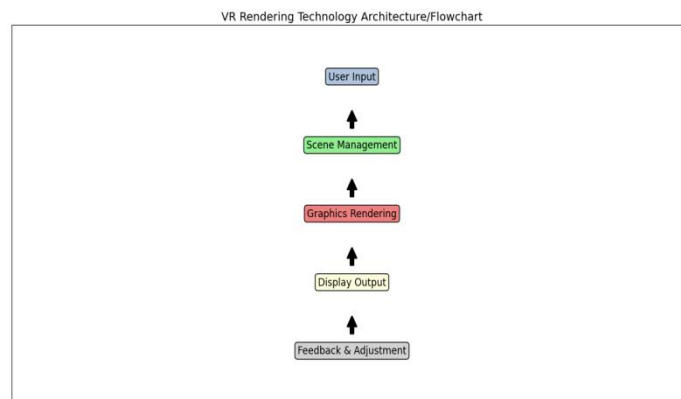 VR Rendering Technology Architecture/Flowchart
User Input
Scene Management
Graphics Rendering
Display Output
Feedback & Adjustment